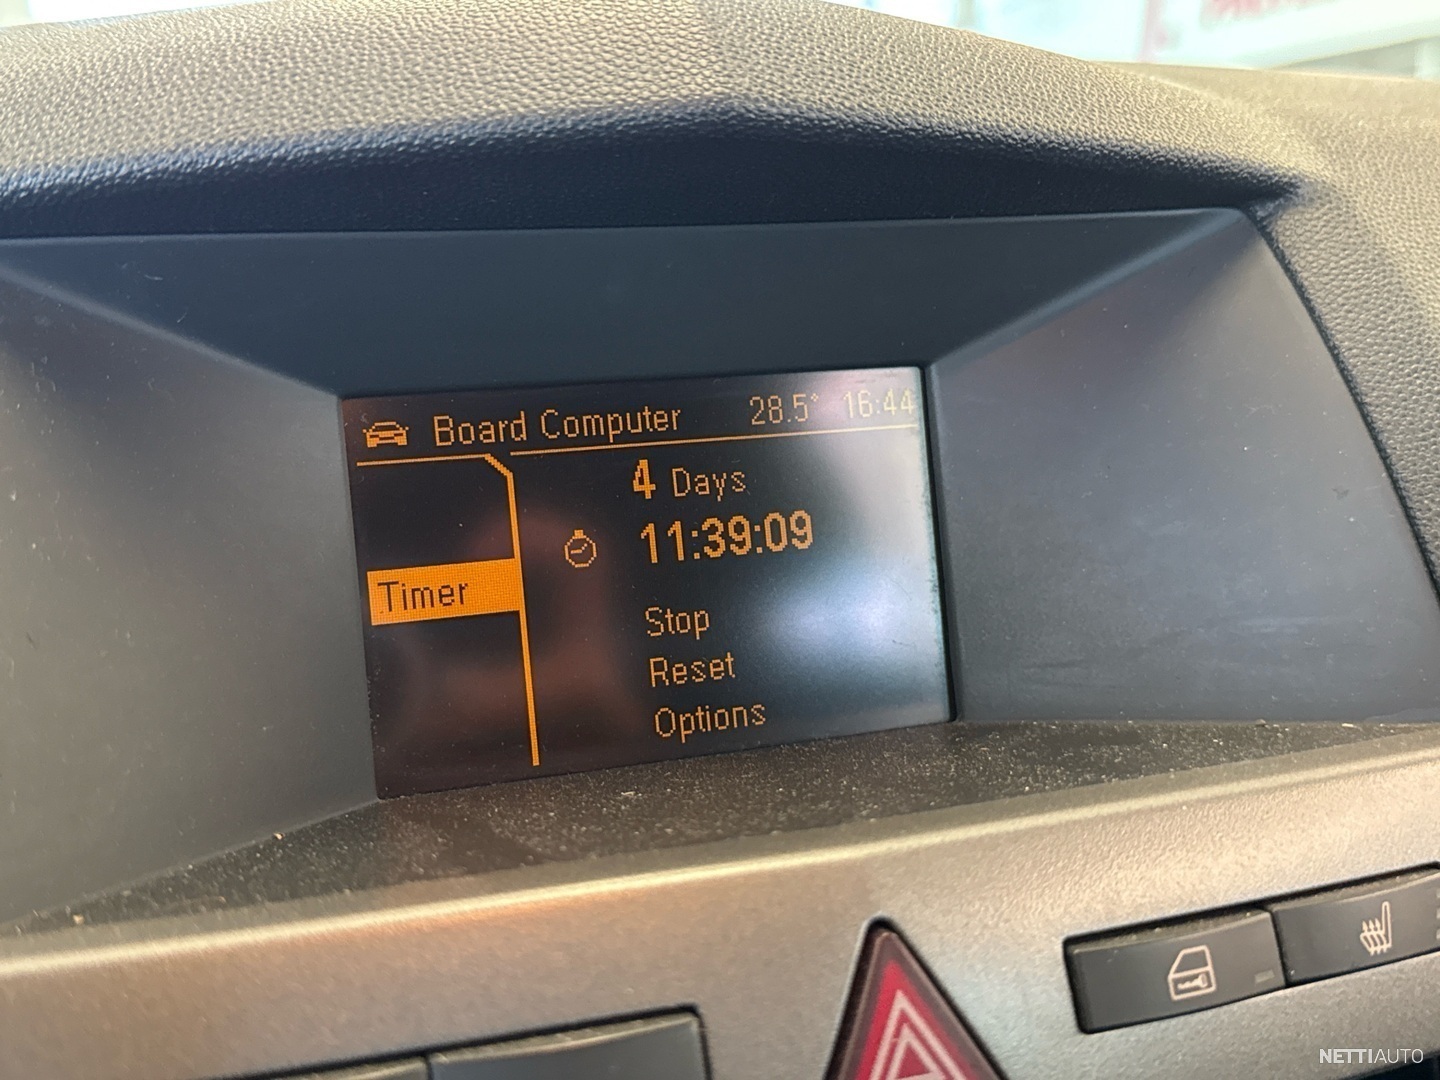 Board Computer 28.5° 16:44
4 Days
11:39:09
Timer
Stop
Reset
Options
NETTIAUTO